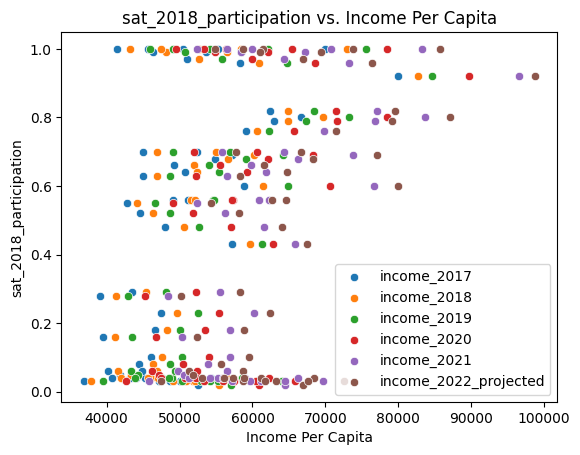 sat_2018_participation vs. Income Per Capita
1.0
0.8
0.6
0.4
0.2
0.0
sat_2018_participation
income_2017
income_2018
income_2019
income_2020
income_2021
income_2022_projected
40000 50000 60000 70000 80000 90000 100000
Income Per Capita